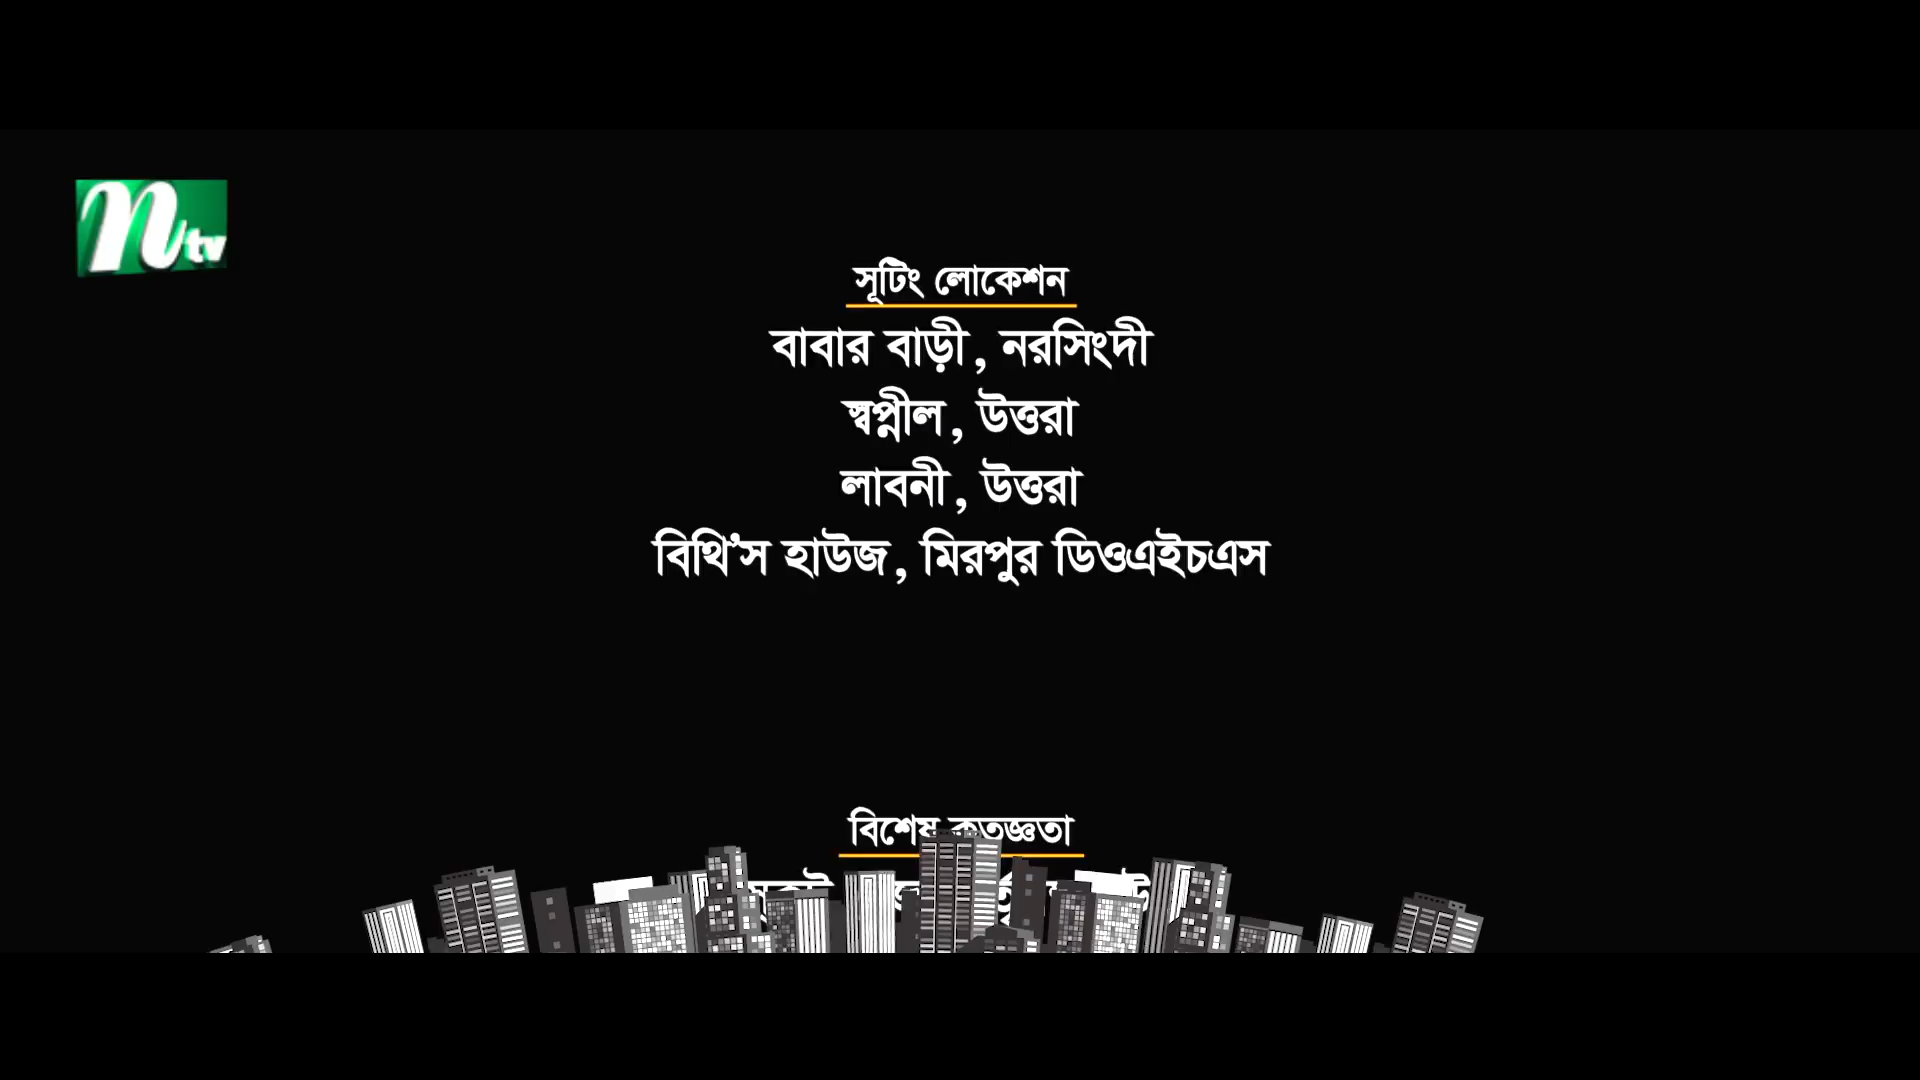 ntv
সূটিং লোকেশন
বাবার বাড়ী, নরসিংদী
স্বপ্নীল, উত্তরা
লাবনী, উত্তরা
বিথি'স হাউজ, মিরপুর ডিওএইচএস
বিশেষ কৃতজ্ঞতা